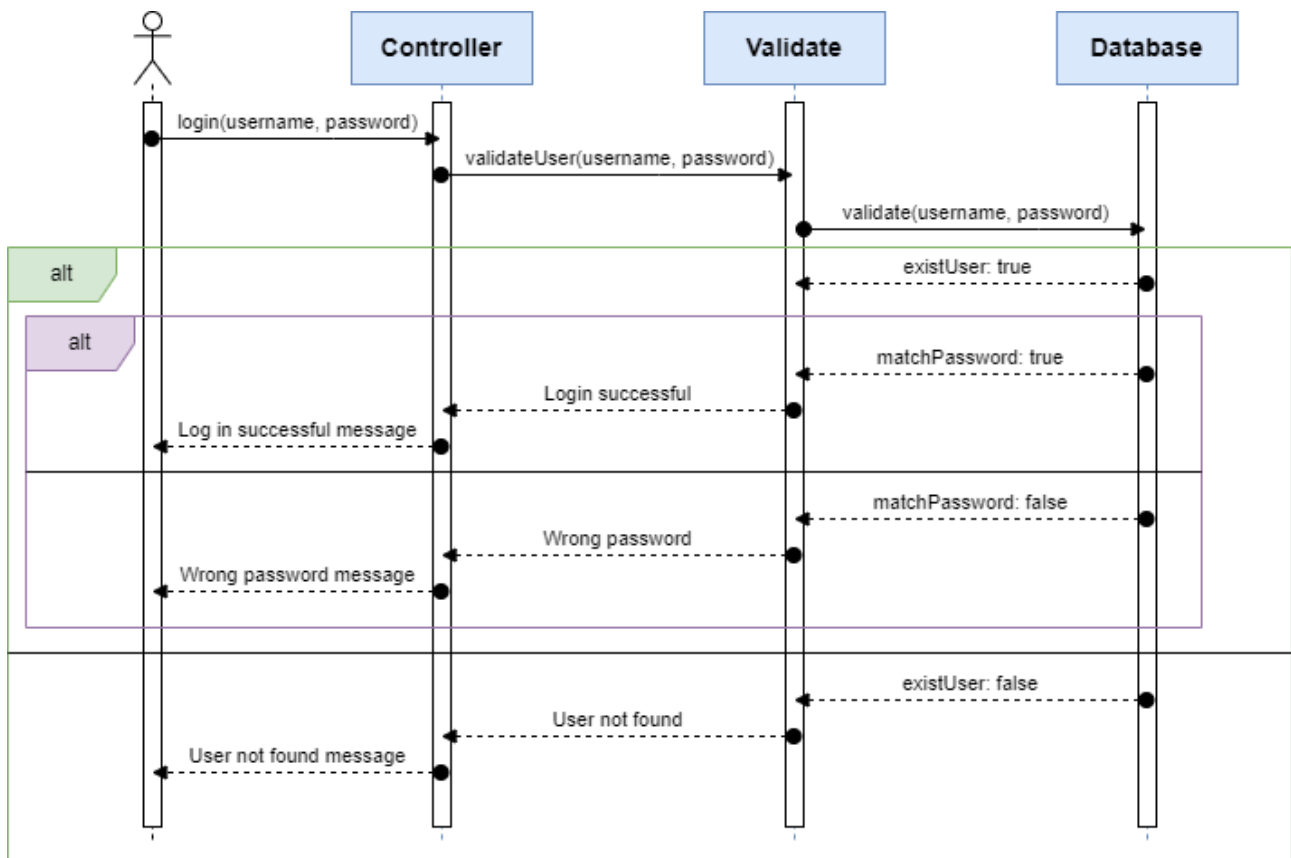 Controller
Validate
Database
login(username, password)
validateUser(username, password)
validate(username, password)
alt
existUser: true
alt
matchPassword: true
Login successful
Log in successful message
matchPassword: false
Wrong password
Wrong password message
existUser: false
User not found
User not found message